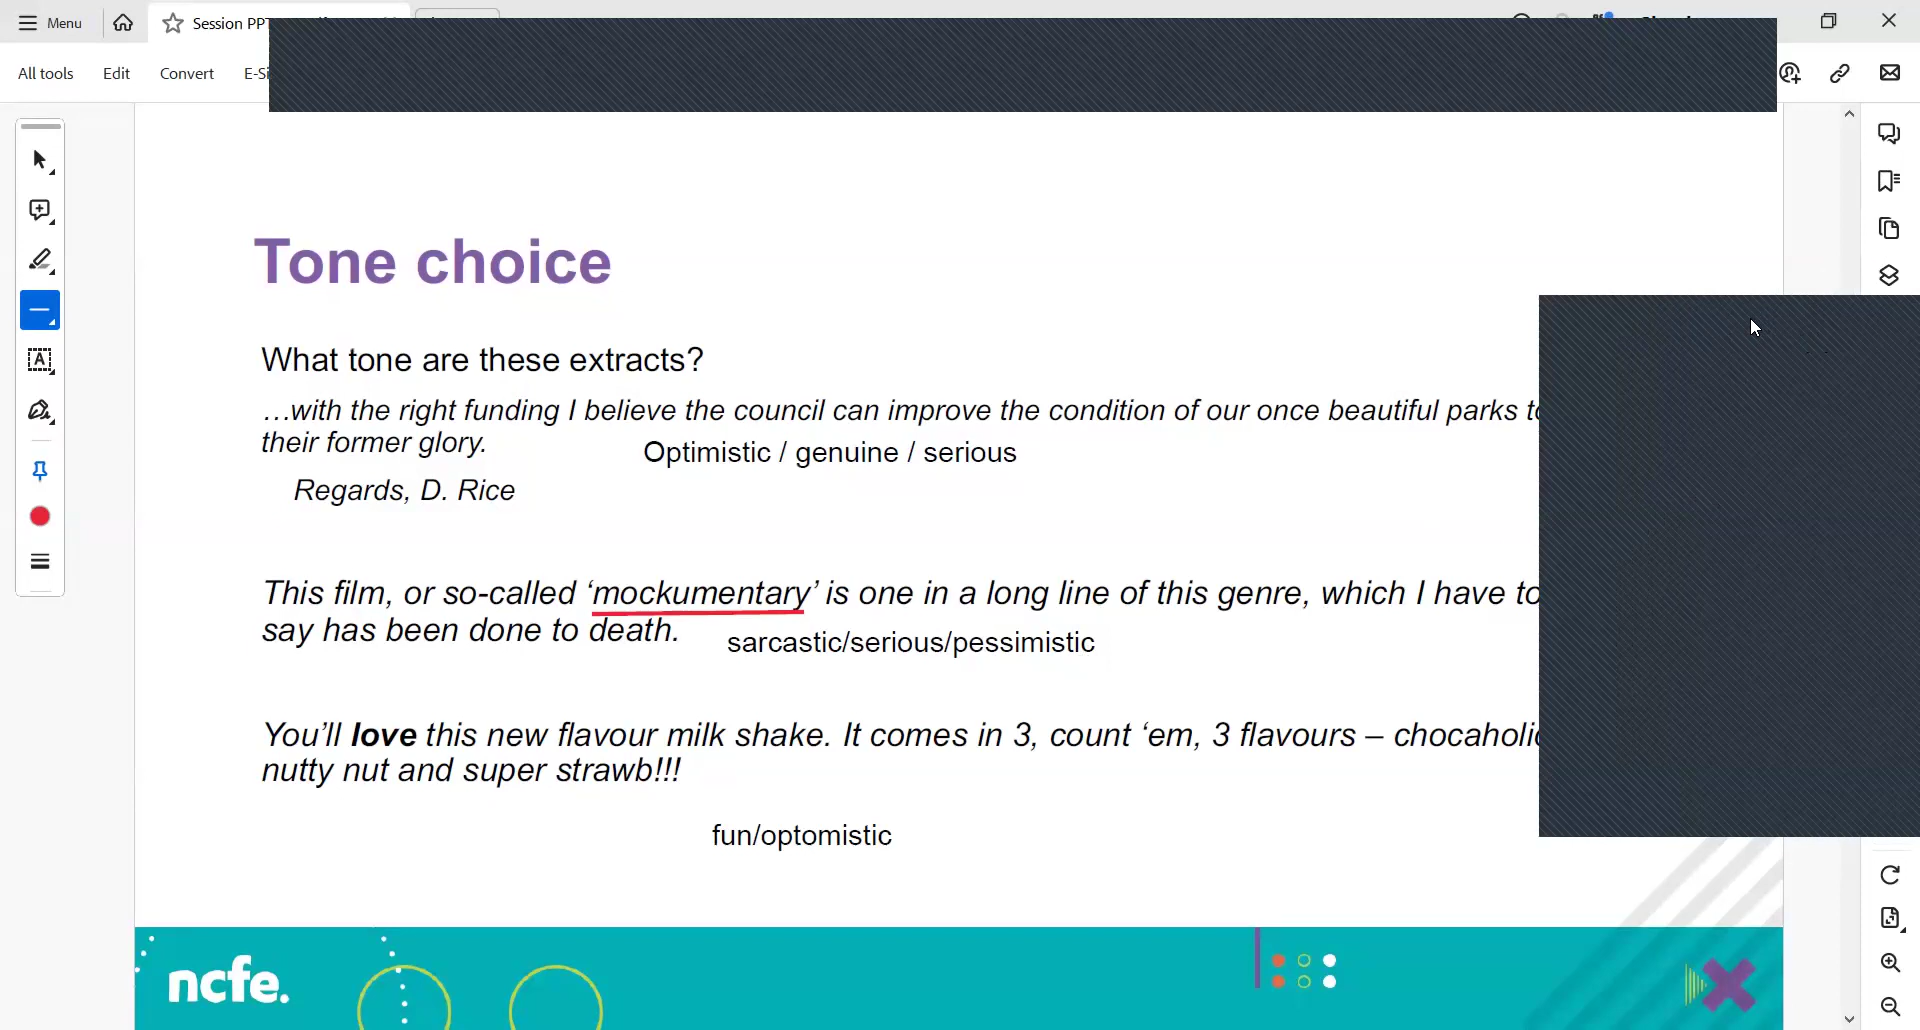 Menu
Session PPT
All tools Edit Convert
Tone choice
What tone are these extracts?
…with the right funding I believe the council can improve the condition of our once beautiful parks
their former glory.
Optimistic / genuine / serious
Regards, D. Rice
This film, or so-called ‘mockumentary’ is one in a long line of this genre, which I have to
say has been done to death.
sarcastic/serious/pessimistic
You’ll love this new flavour milk shake. It comes in 3, count ‘em, 3 flavours –
nutty nut and super strawb!!!
fun/optomistic
ncfe.